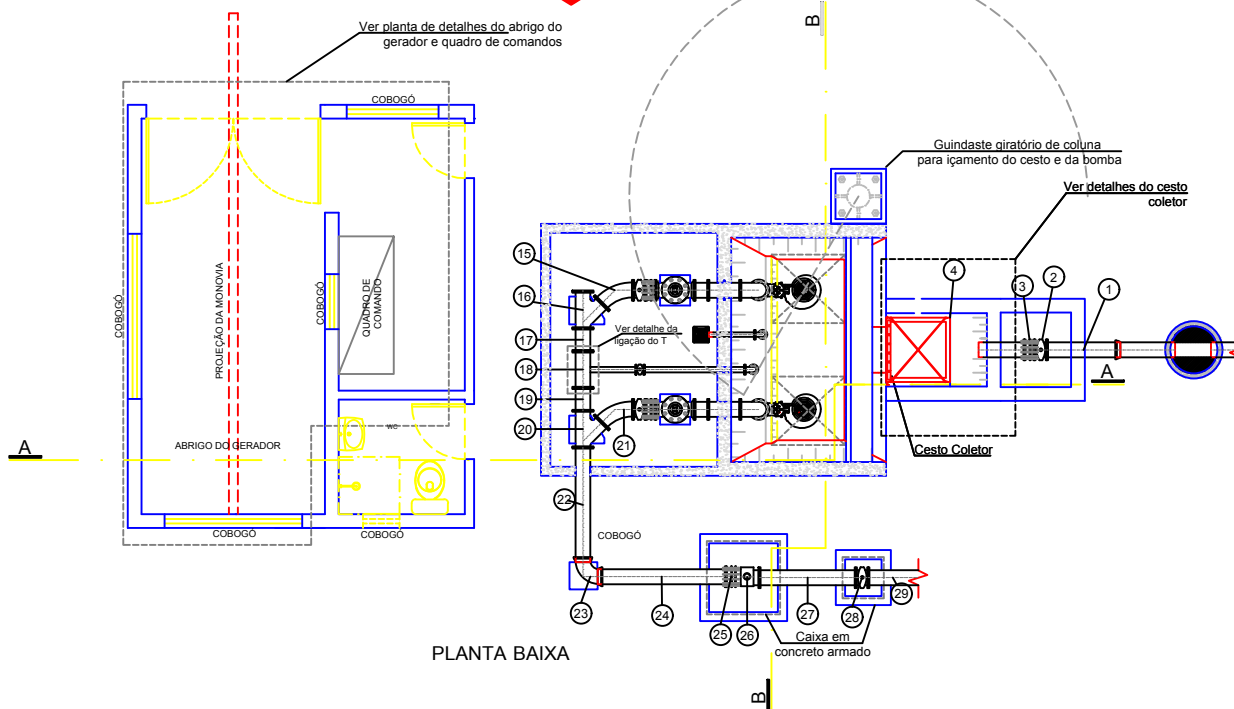 Ver planta de detalhes do abrigo do
gerador e quadro de comandos
B
COBOGÓ
Guindaste giratório de coluna
para içamento do cesto e da bomba
Ver detalhes do cesto
coletor
COBOGÓ
PROJEÇÃO DA MONOVIA
COBOGÓ
QUADRO DE
COMANDO
15
16
17
18
19
20
21
Ver detalhe da
ligação do T
4
3
2
1
A
WC
ABRIGO DO GERADOR
A
Cesto Coletor
22
COBOGÓ
COBOGÓ
COBOGÓ
23
24
25
26
27
28
29
Caixa em
concreto armado
PLANTA BAIXA
B